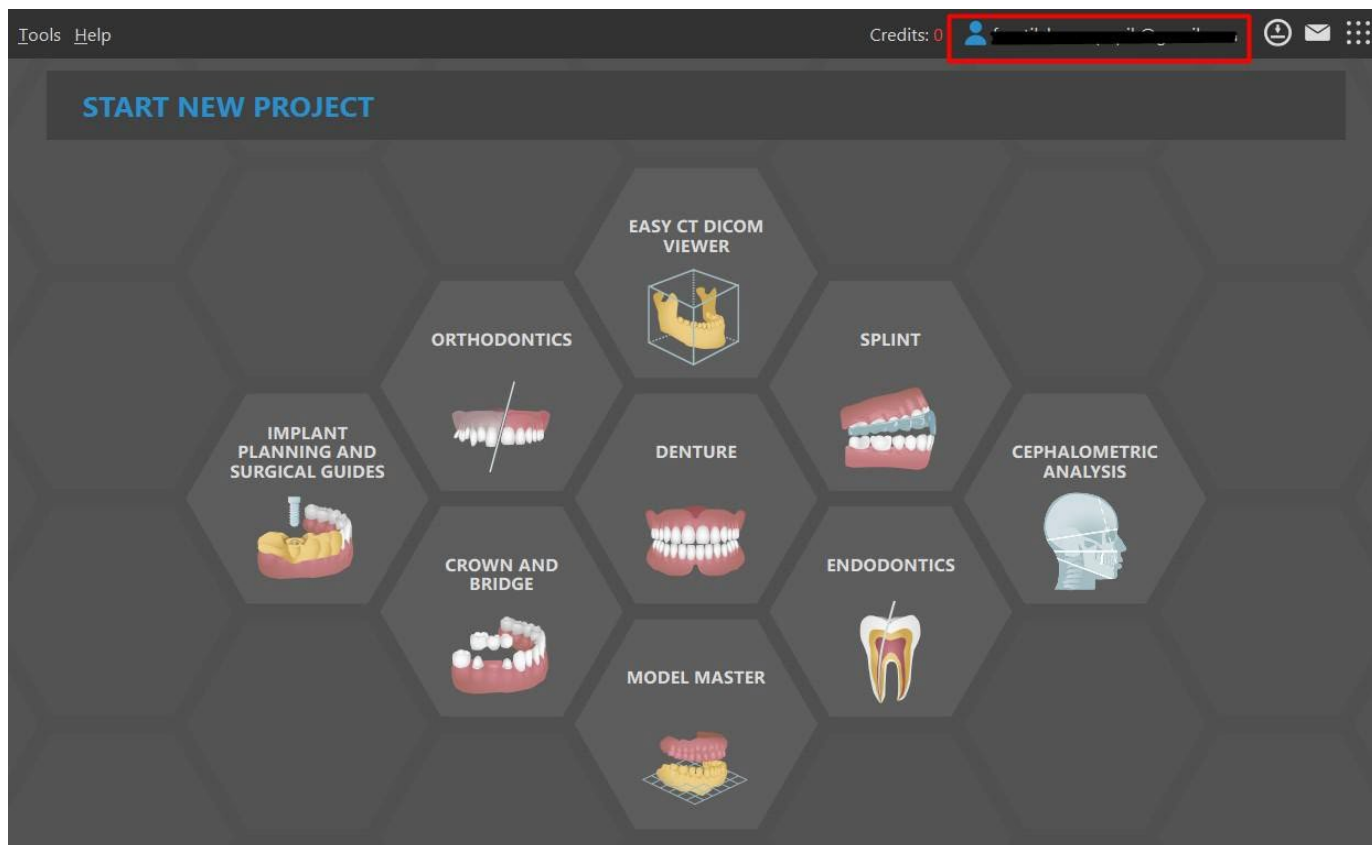 Tools Help
Credits: 0
START NEW PROJECT
EASY CT DICOM
VIEWER
ORTHODONTICS
SPLINT
IMPLANT
PLANNING AND
SURGICAL GUIDES
DENTURE
CEPHALOMETRIC
ANALYSIS
CROWN AND
BRIDGE
ENDODONTICS
MODEL MASTER